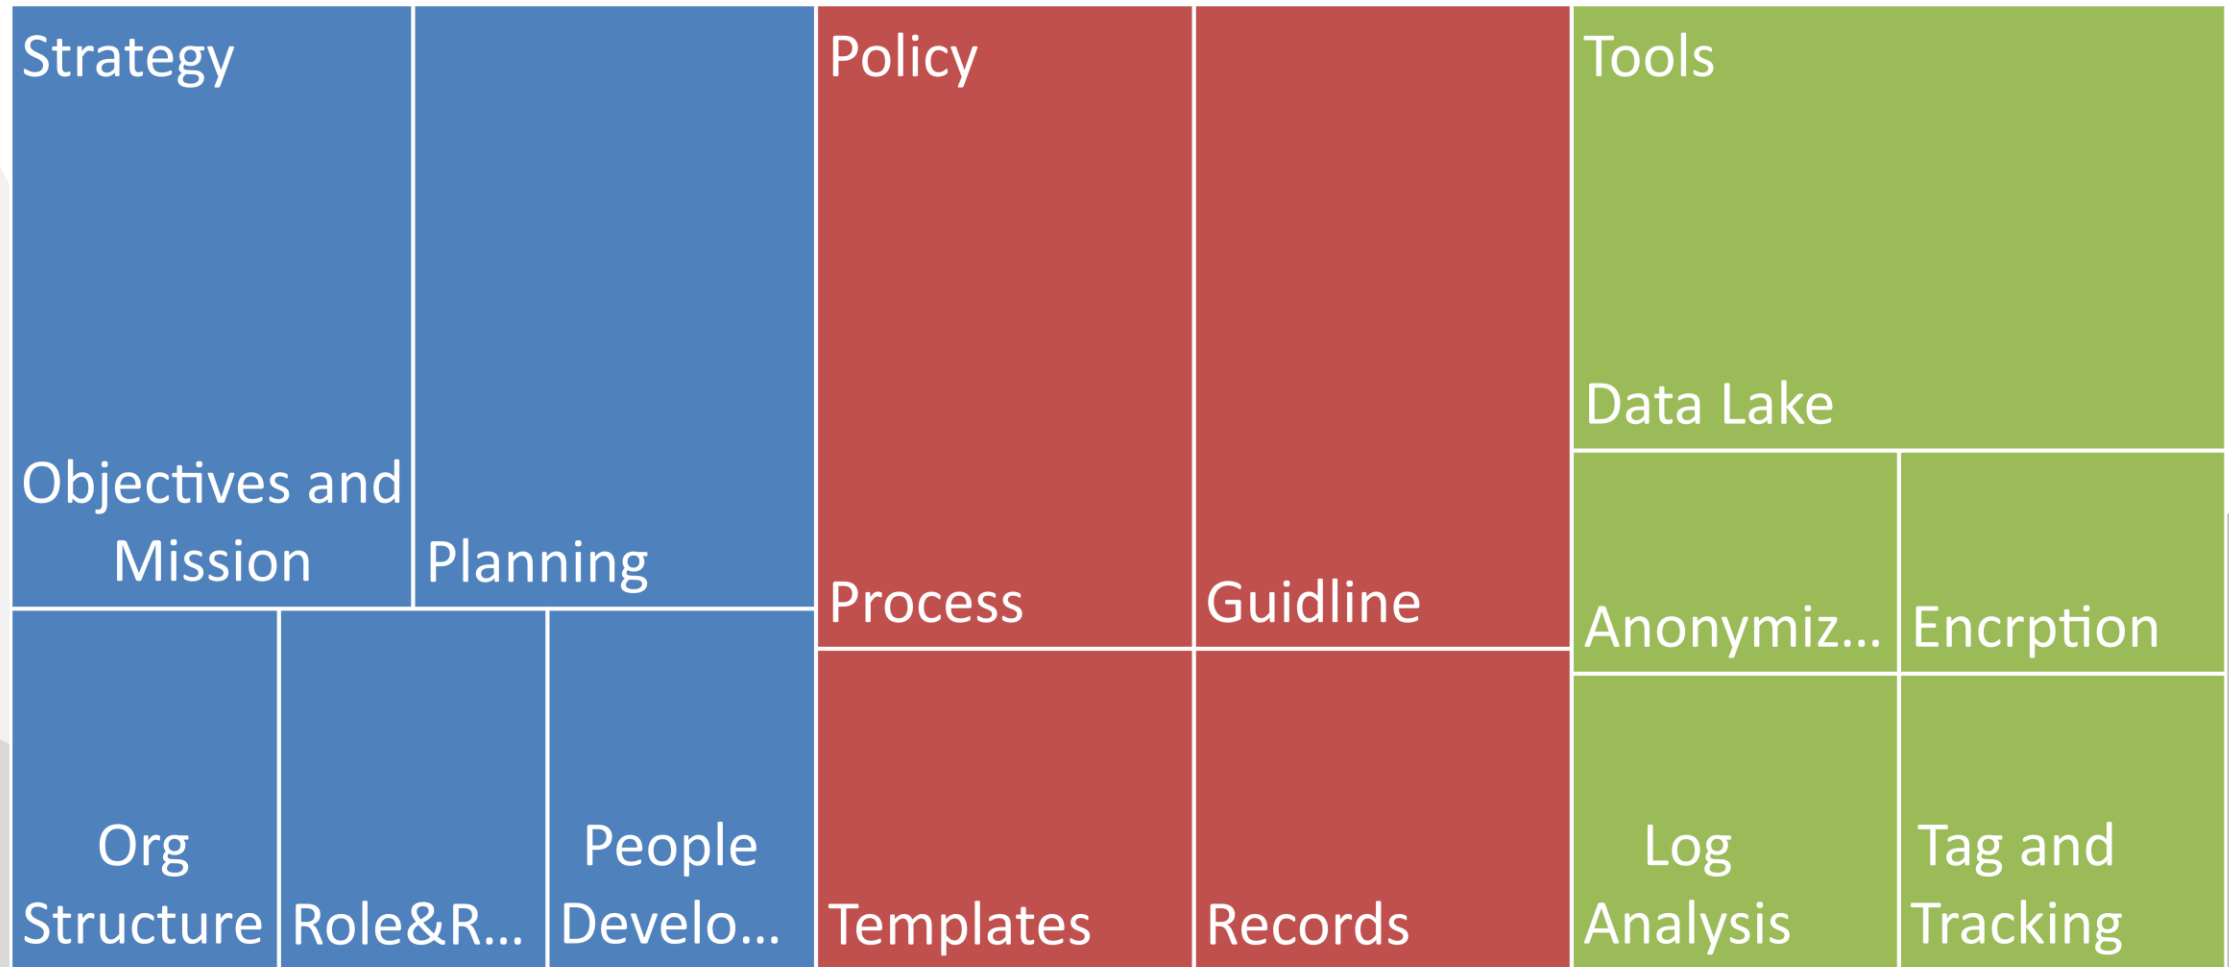 Strategy
Objectives and
Mission
Planning
Org
Structure
Role&R...
People
Develo...
Policy
Process
Guidline
Templates
Records
Tools
Data Lake
Anonymiz...
Encrption
Log
Analysis
Tag and
Tracking